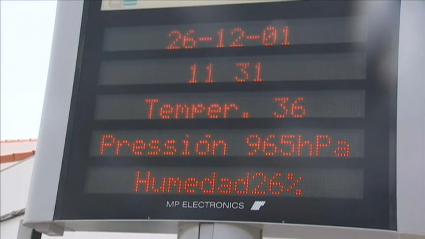 26-12-01
11 31
Temper. 36
Pressión 965hPa
Humedad26%
MP ELECTRONICS